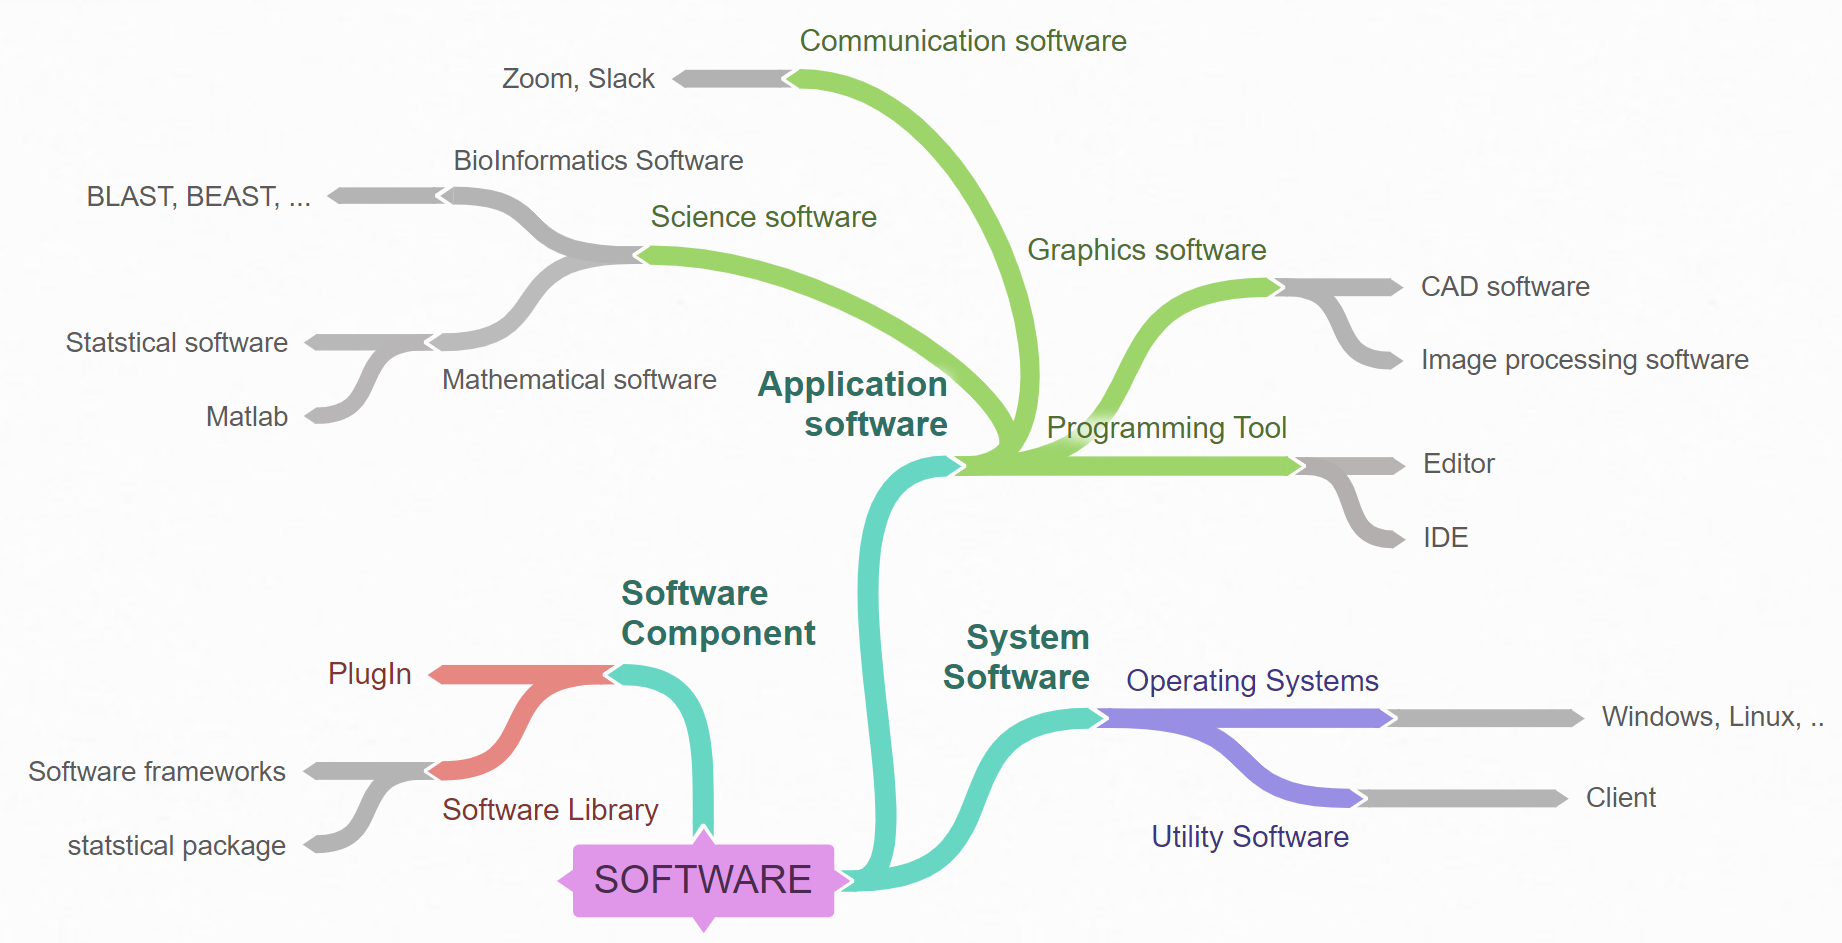 Communication software
Zoom, Slack
BioInformatics Software
BLAST, BEAST, ...
Science software
Graphics software
CAD software
Statstical software
Image processing software
Mathematical software
Application
software
Matlab
Programming Tool
Editor
IDE
Software
Component
System
Software
PlugIn
Operating Systems
Windows, Linux, ..
Software frameworks
Client
Software Library
Utility Software
statstical package
SOFTWARE